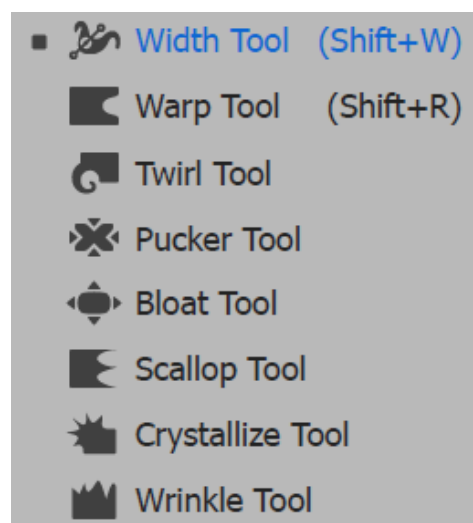 Width Tool (Shift+W)
Warp Tool (Shift+R)
Twirl Tool
Pucker Tool
Bloat Tool
Scallop Tool
Crystallize Tool
Wrinkle Tool